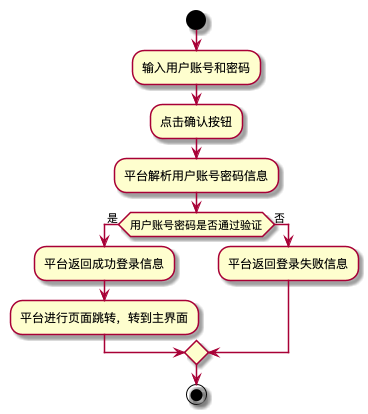 输入用户账号和密码
点击确认按钮
平台解析用户账号密码信息
是
用户账号密码是否通过验证
否
平台返回成功登录信息
平台返回登录失败信息
平台进行页面跳转，转到主界面